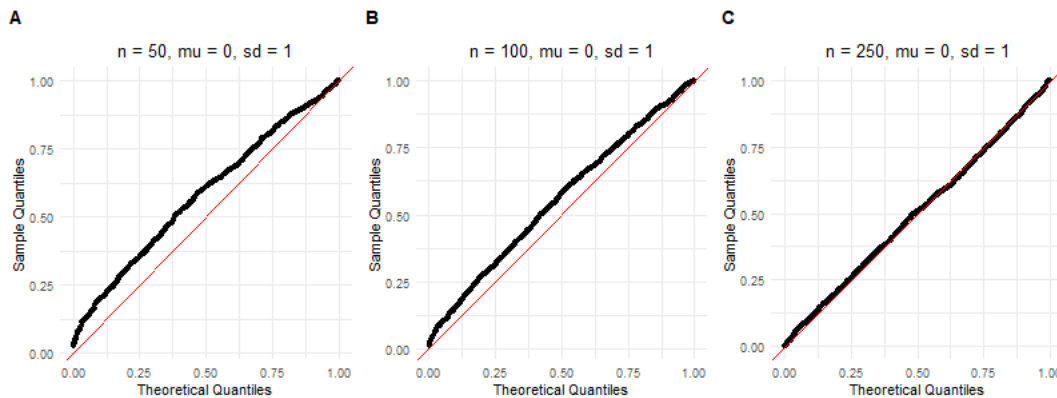 A
n = 50, mu = 0, sd = 1
Sample Quantiles
1.00
0.75
0.50
0.25
0.00
0.00 0.25 0.50 0.75 1.00
Theoretical Quantiles
B
n = 100, mu = 0, sd = 1
Sample Quantiles
1.00
0.75
0.50
0.25
0.00
0.00 0.25 0.50 0.75 1.00
Theoretical Quantiles
C
n = 250, mu = 0, sd = 1
Sample Quantiles
1.00
0.75
0.50
0.25
0.00
0.00 0.25 0.50 0.75 1.00
Theoretical Quantiles